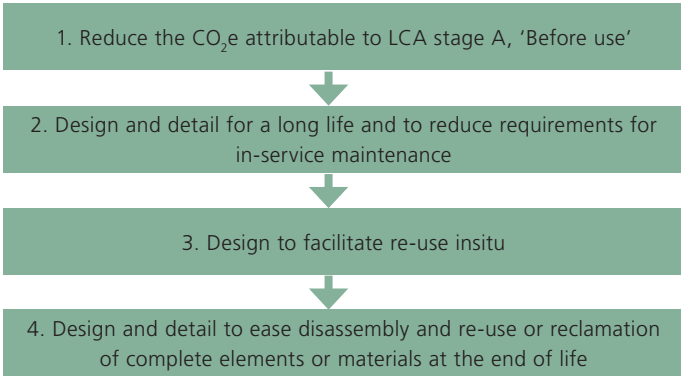 1. Reduce the CO₂e attributable to LCA stage A, ‘Before use’
2. Design and detail for a long life and to reduce requirements for
in-service maintenance
3. Design to facilitate re-use insitu
4. Design and detail to ease disassembly and re-use or reclamation
of complete elements or materials at the end of life